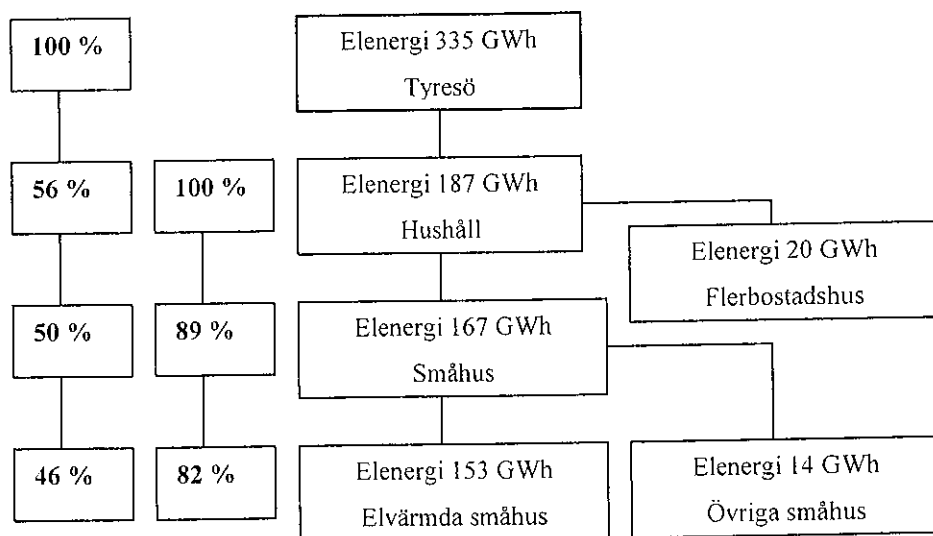 100 %
Elenergi 335 GWh
Tyresö
56 %
100 %
Elenergi 187 GWh
Hushåll
Elenergi 20 GWh
Flerbostadshus
50 %
89 %
Elenergi 167 GWh
Småhus
46 %
82 %
Elenergi 153 GWh
Elvärmda småhus
Elenergi 14 GWh
Övriga småhus